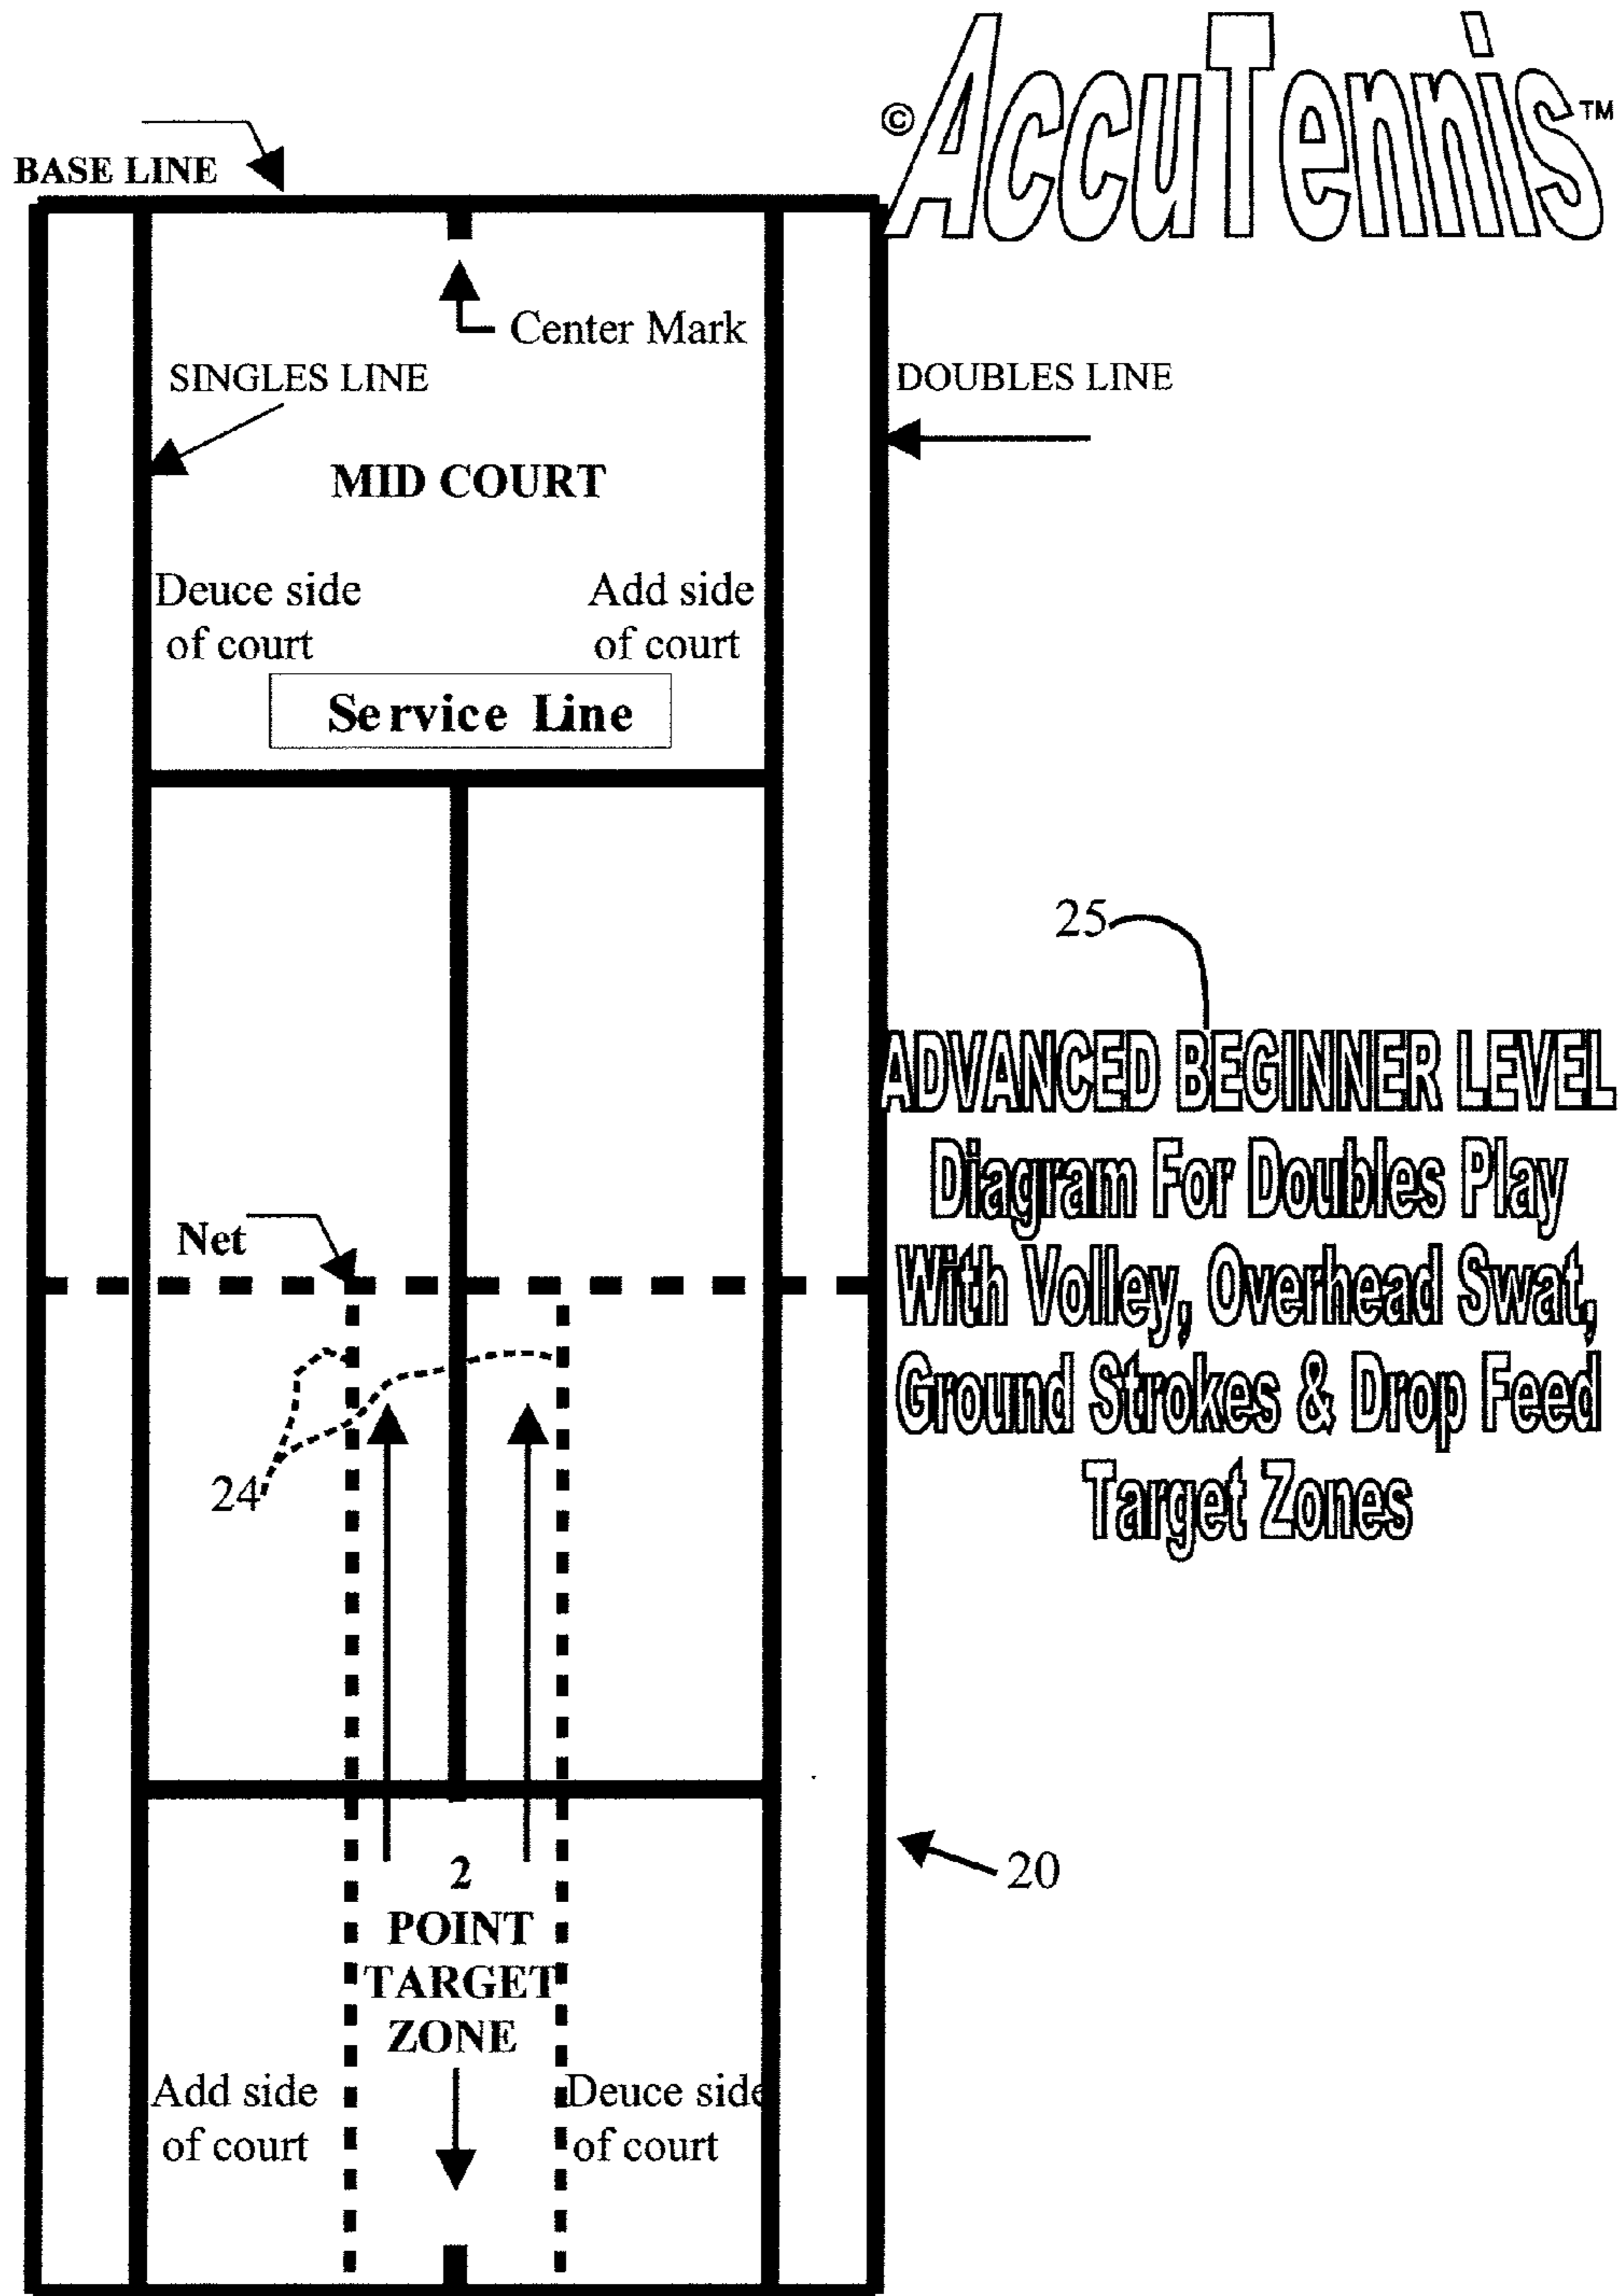 ©AccuTennis™
BASE LINE
Center Mark
SINGLES LINE
DOUBLES LINE
MID COURT
Deuce side
of court
Add side
of court
Service Line
25
ADVANCED BEGINNER LEVEL
Diagram For Doubles Play
With Volley, Overhead Swat,
Ground Strokes & Drop Feed
Target Zones
Net
24
20
2
POINT
TARGET
ZONE
Add side
of court
Deuce side
of court